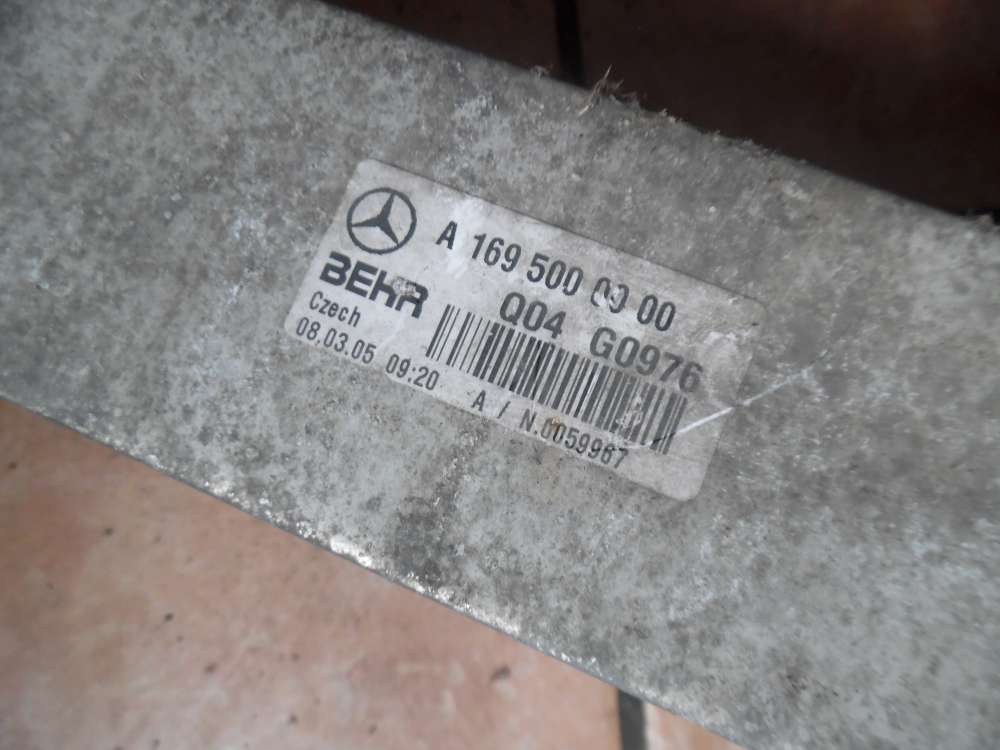 A 169 500 00 00
BEHR
Q04 G0976
Czech
08.03.05 09:20
A / N.0059967